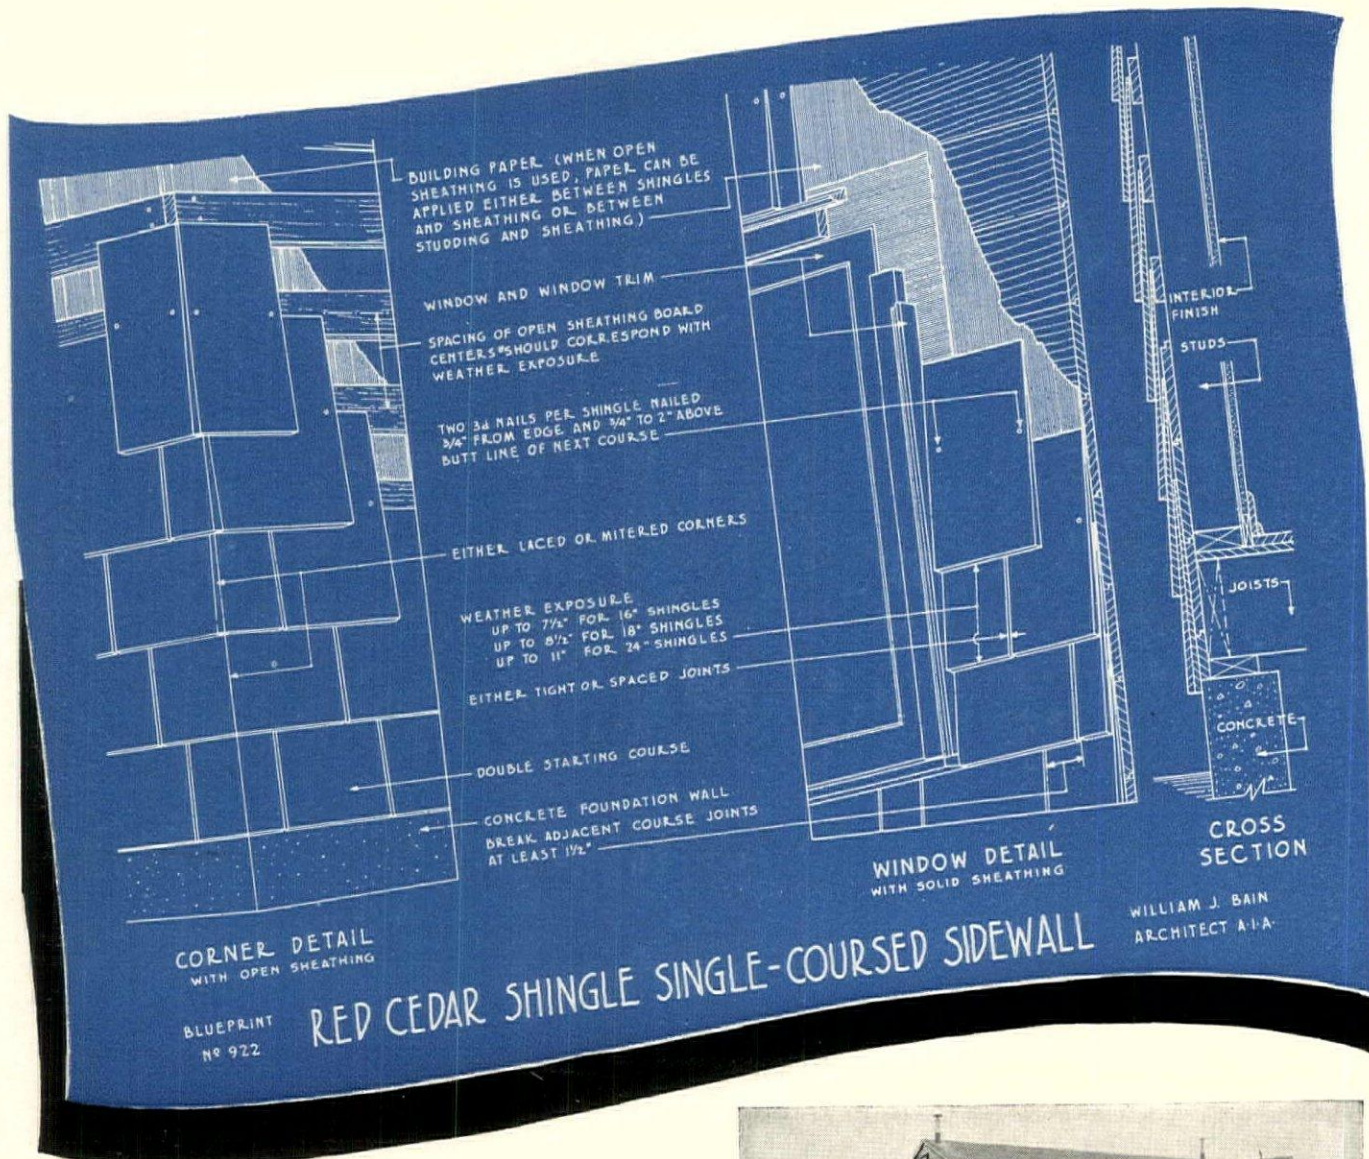 BUILDING PAPER (WHEN OPEN
SHEATHING IS USED, PAPER CAN BE
APPLIED EITHER BETWEEN SHINGLES
AND SHEATHING OR BETWEEN
STUDDING AND SHEATHING)
WINDOW AND WINDOW TRIM
SPACING OF OPEN SHEATHING BOARD
CENTERS SHOULD CORRESPOND WITH
WEATHER EXPOSURE
TWO 3d NAILS PER SHINGLE NAILED
3/4" FROM EDGE AND 3/4" TO 2" ABOVE
BUTT LINE OF NEXT COURSE
EITHER LACED OR MITERED CORNERS
WEATHER EXPOSURE
UP TO 7 1/2" FOR 16" SHINGLES
UP TO 8 1/2" FOR 18" SHINGLES
UP TO 11" FOR 24" SHINGLES
EITHER TIGHT OR SPACED JOINTS
DOUBLE STARTING COURSE
CONCRETE FOUNDATION WALL
BREAK ADJACENT COURSE JOINTS
AT LEAST 1 1/2"
INTERIOR
FINISH
STUDS
JOISTS
CONCRETE
CORNER DETAIL
WITH OPEN SHEATHING
WINDOW DETAIL
WITH SOLID SHEATHING
CROSS
SECTION
WILLIAM J. BAIN
ARCHITECT A·I·A·
BLUEPRINT
Nº 922
RED CEDAR SHINGLE SINGLE-COURSED SIDEWALL